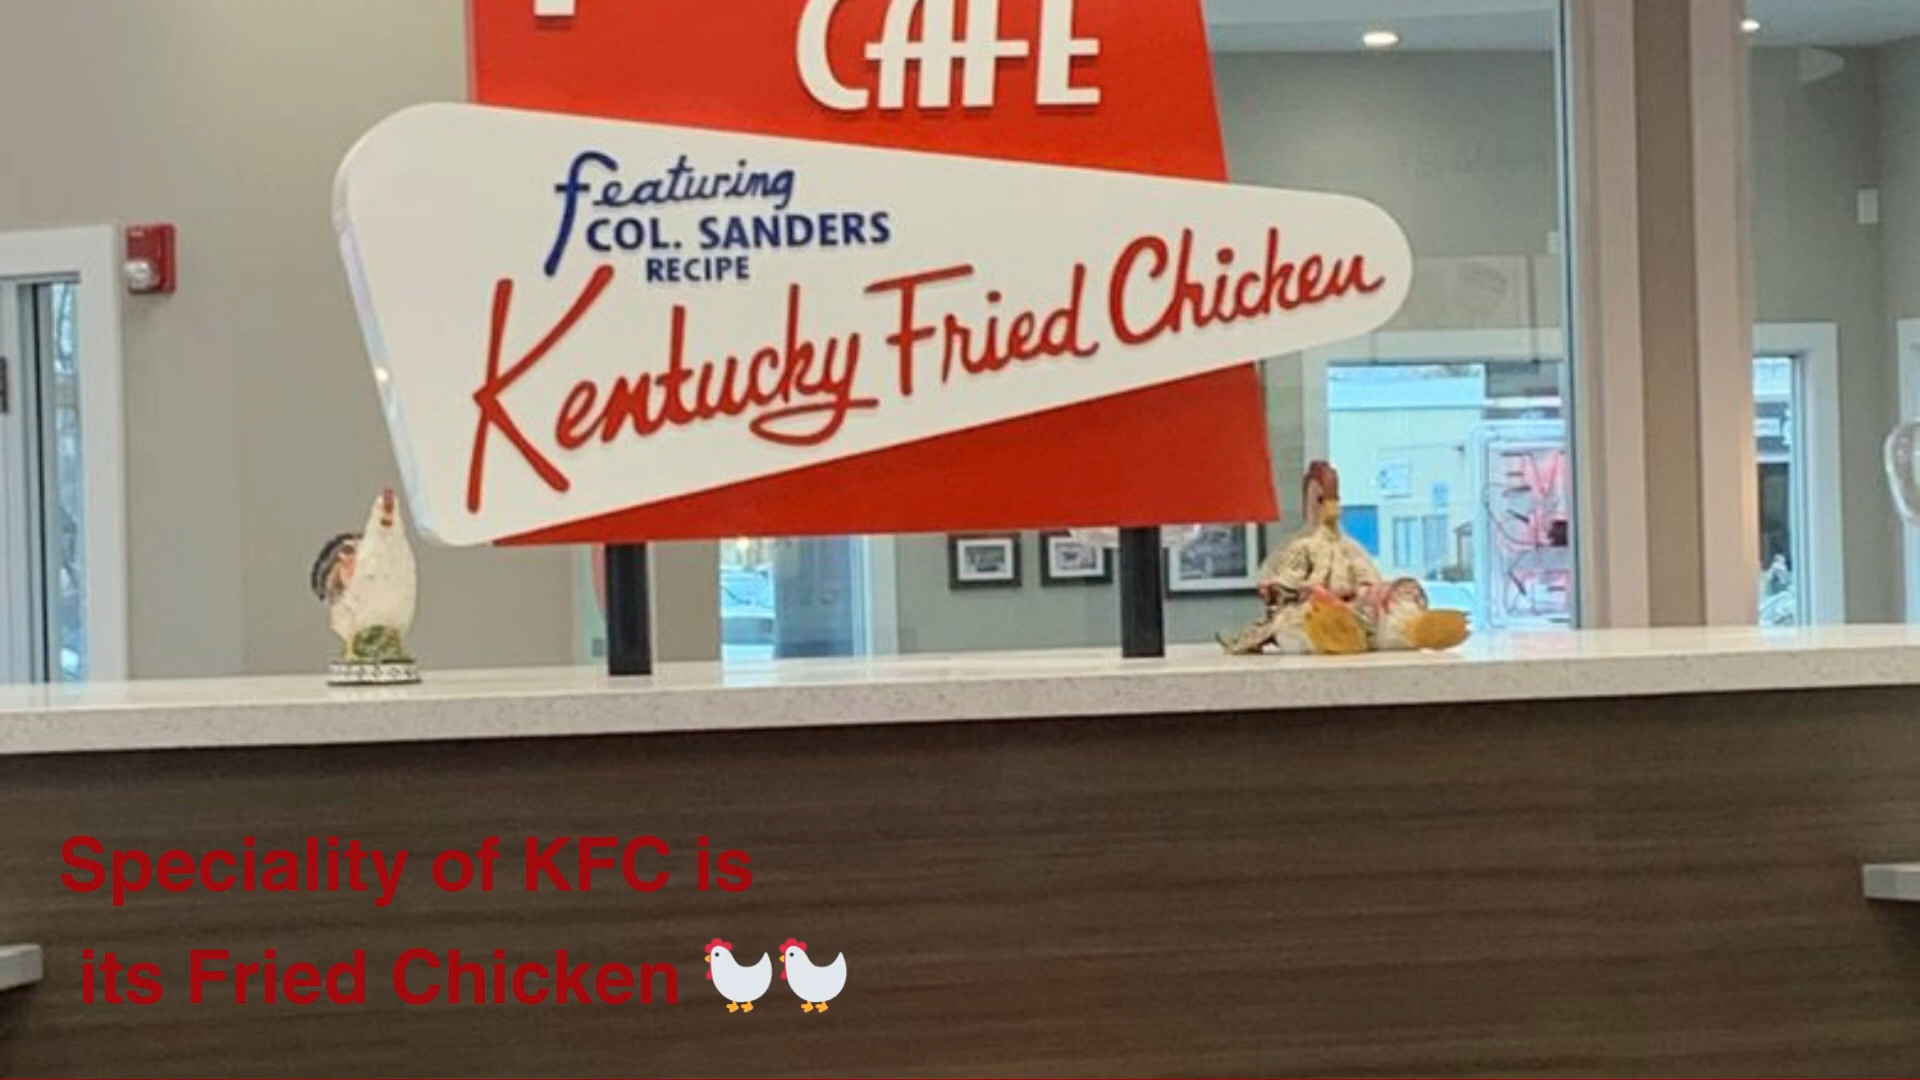 CAFE
featuring
COL. SANDERS
RECIPE
Kentucky Fried Chicken
Speciality of KFC is
its Fried Chicken 🐔🐔